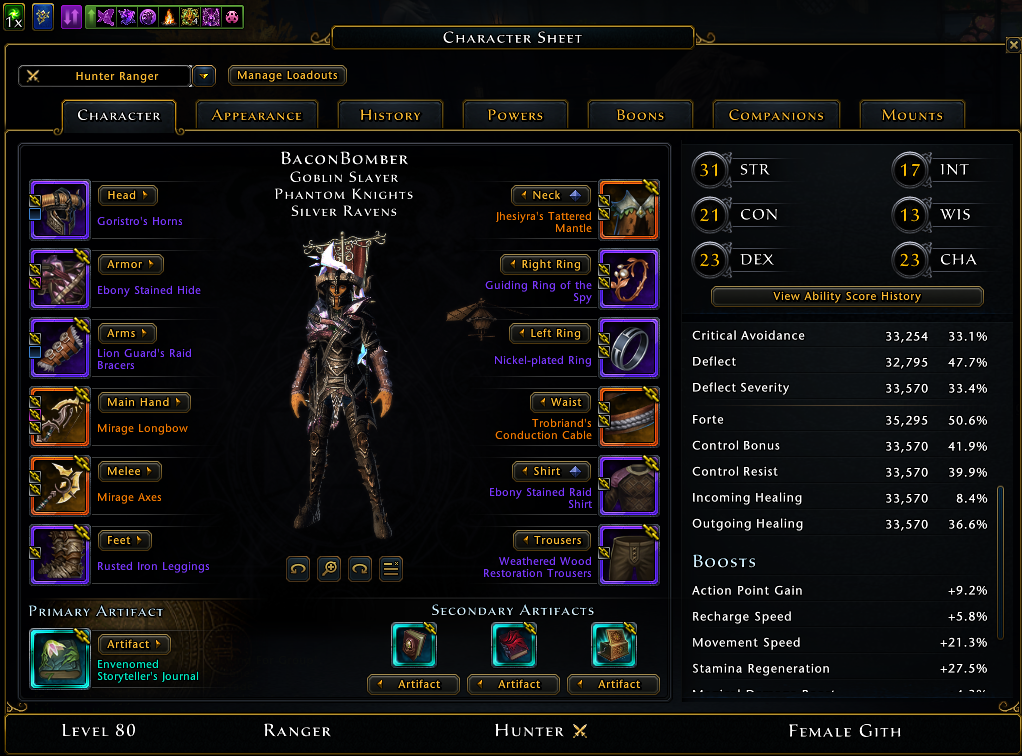 1x
Character Sheet
Hunter Ranger
Manage Loadouts
Character
Appearance
History
Powers
Boons
Companions
Mounts
BaconBomber
Goblin Slayer
Phantom Knights
Silver Ravens
Head
Goristro's Horns
Armor
Ebony Stained Hide
Arms
Lion Guard's Raid
Bracers
Main Hand
Mirage Longbow
Melee
Mirage Axes
Feet
Rusted Iron Leggings
Neck
Jhesiyra's Tattered
Mantle
Right Ring
Guiding Ring of the
Spy
Left Ring
Nickel-plated Ring
Waist
Trobriand's
Conduction Cable
Shirt
Ebony Stained Raid
Shirt
Trousers
Weathered Wood
Restoration Trousers
Primary Artifact
Artifact
Envenomed
Storyteller's Journal
Secondary Artifacts
Artifact
Artifact
Artifact
31 STR
17 INT
21 CON
13 WIS
23 DEX
23 CHA
View Ability Score History
Critical Avoidance 33,254 33.1%
Deflect 32,795 47.7%
Deflect Severity 33,570 33.4%
Forte 35,295 50.6%
Control Bonus 33,570 41.9%
Control Resist 33,570 39.9%
Incoming Healing 33,570 8.4%
Outgoing Healing 33,570 36.6%
Boosts
Action Point Gain +9.2%
Recharge Speed +5.8%
Movement Speed +21.3%
Stamina Regeneration +27.5%
Level 80
Ranger
Hunter
Female Gith